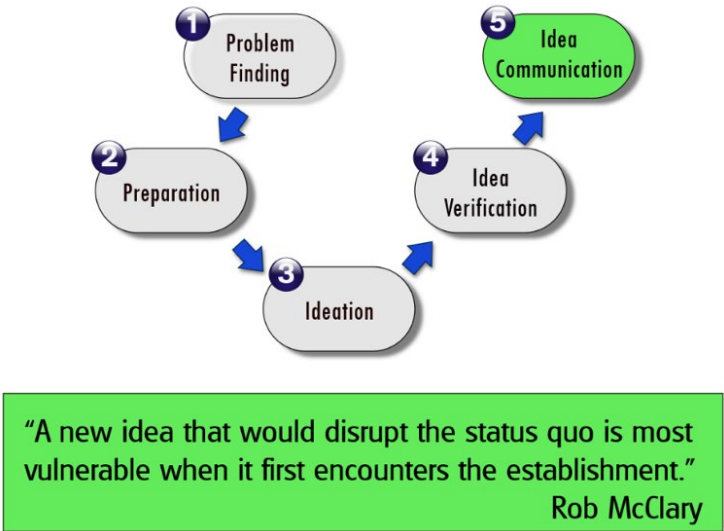 1
Problem
Finding
2
Preparation
3
Ideation
4
Idea
Verification
5
Idea
Communication
“A new idea that would disrupt the status quo is most
vulnerable when it first encounters the establishment.”
Rob McClary